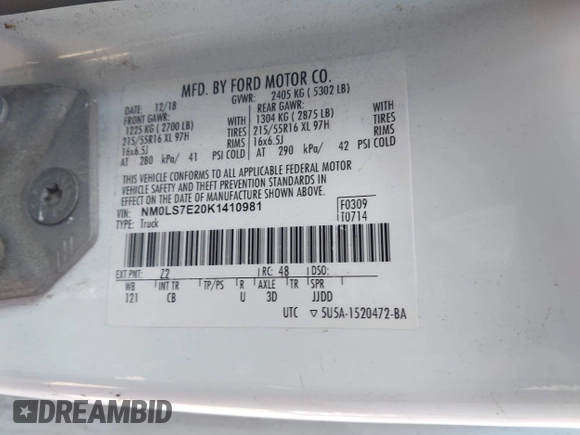 MFD. BY FORD MOTOR CO.
12/18 GVWR: 2405 KG ( 5302 LB)
FRONT GAWR: REAR GAWR:
1225 KG ( 2700 LB) WITH 1304 KG ( 2875 LB) WITH
215/55R16 XL 97H TIRES 215/55R16 XL 97H TIRES
16x6.5J RIMS 16x6.5J RIMS
AT 280 kPa/ 41 PSI COLD AT 290 kPa/ 42 PSI COLD
THIS VEHICLE CONFORMS TO ALL APPLICABLE FEDERAL MOTOR
VEHICLE SAFETY AND THEFT PREVENTION STANDARDS IN
EFFECT ON THE DATE OF MANUFACTURE SHOWN ABOVE.
VIN: NM0LS7E20K1410981 F0309
TYPE: Truck T0714
EXT PNT: Z2 RC: 48 DSO:
WB INT TR TP/PS R AXLE TR SPR
121 CB U 3D JJDD
UTC ▽ 5U5A-1520472-BA
DREAMBID